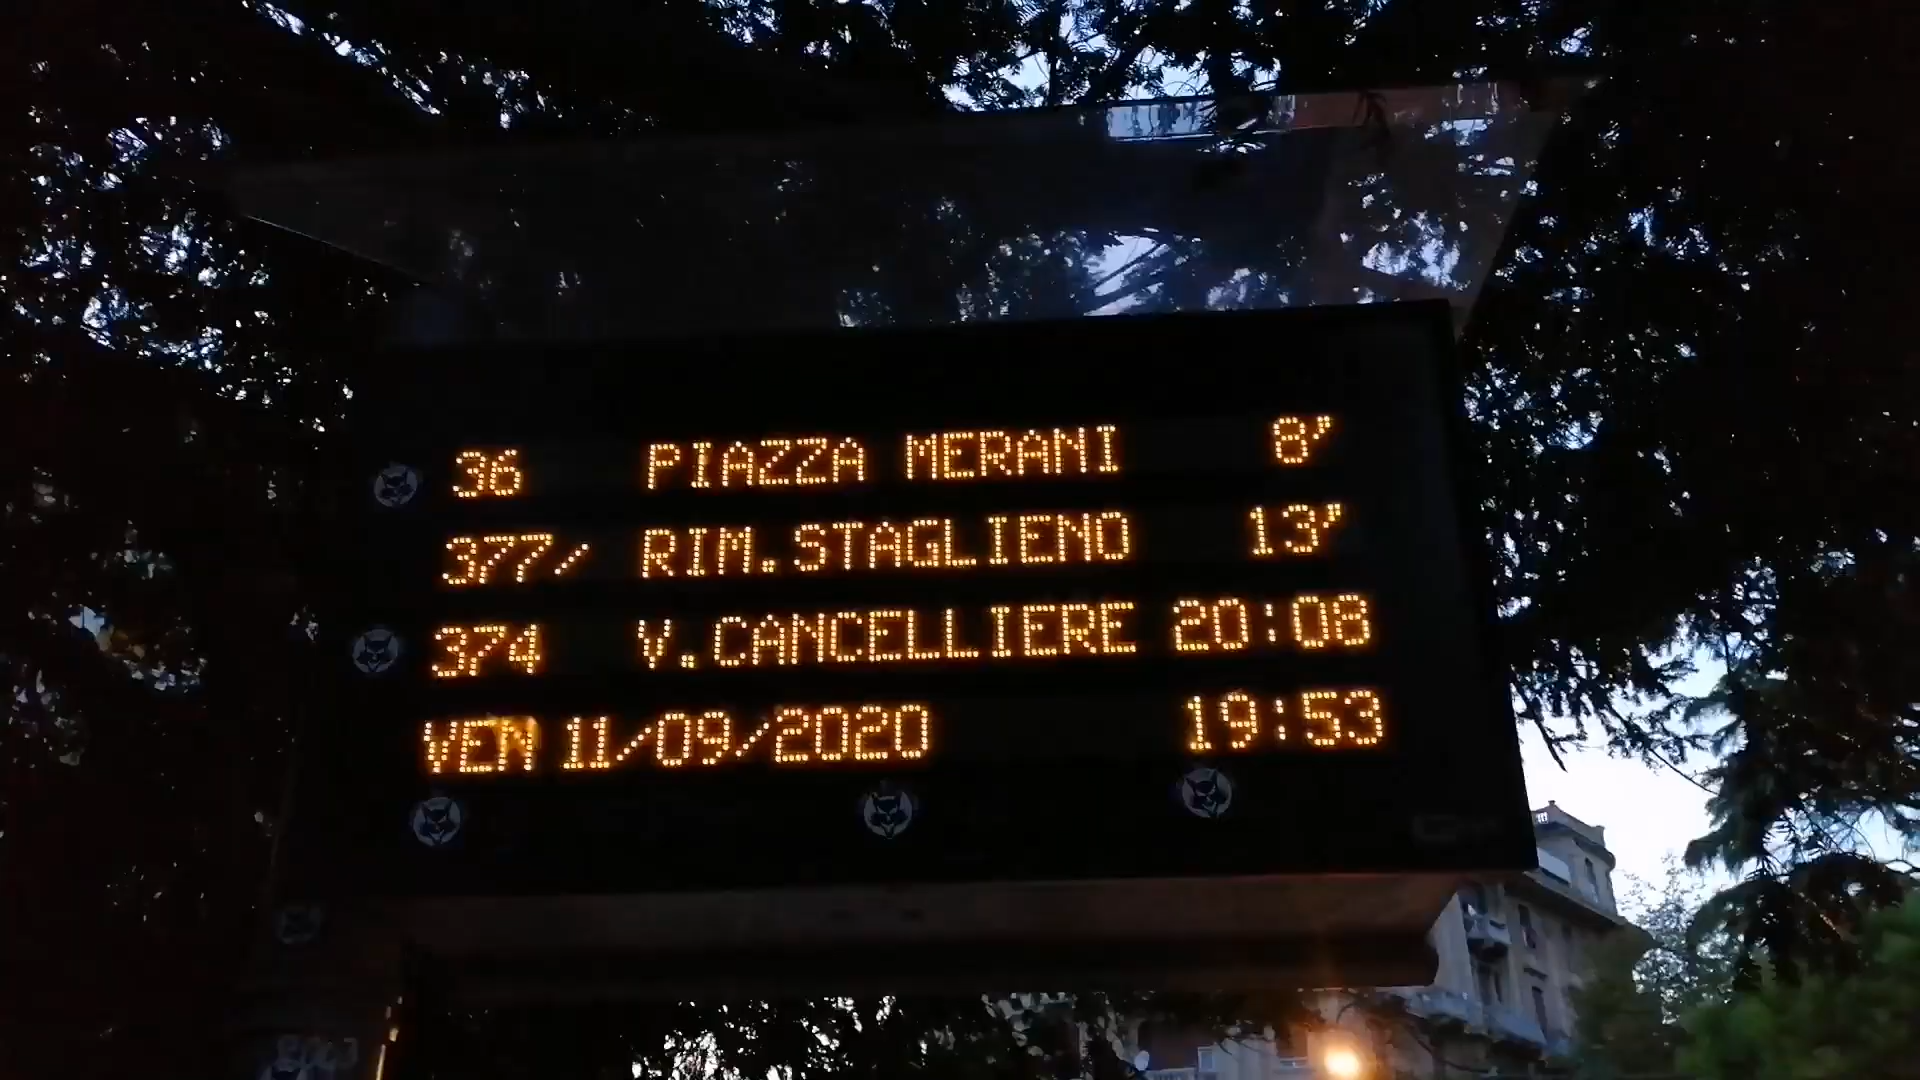 36 PIAZZA MERANI 8'
377/ RIM.STAGLIENO 13'
374 V.CANCELLIERE 20:08
VEN 11/09/2020 19:53